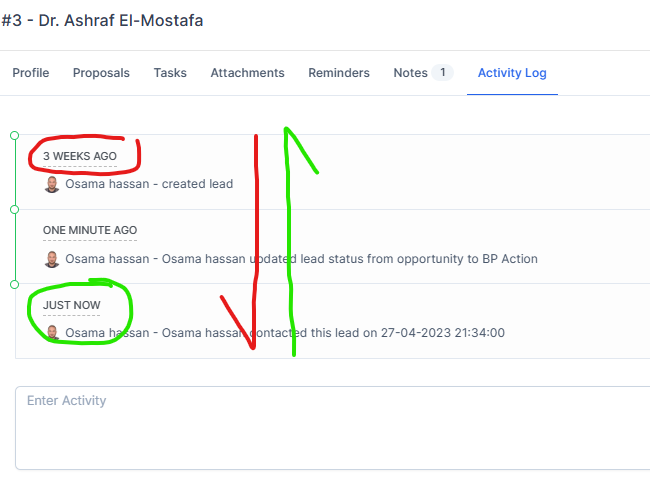 #3 - Dr. Ashraf El-Mostafa
Profile Proposals Tasks Attachments Reminders Notes 1 Activity Log
3 WEEKS AGO
Osama hassan - created lead
ONE MINUTE AGO
Osama hassan - Osama hassan updated lead status from opportunity to BP Action
JUST NOW
Osama hassan - Osama hassan contacted this lead on 27-04-2023 21:34:00
Enter Activity